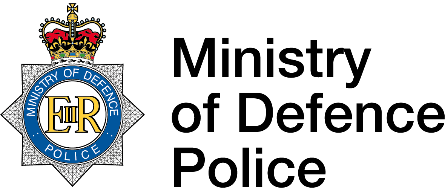 MINISTRY OF DEFENCE
EIIR
POLICE
Ministry
of Defence
Police